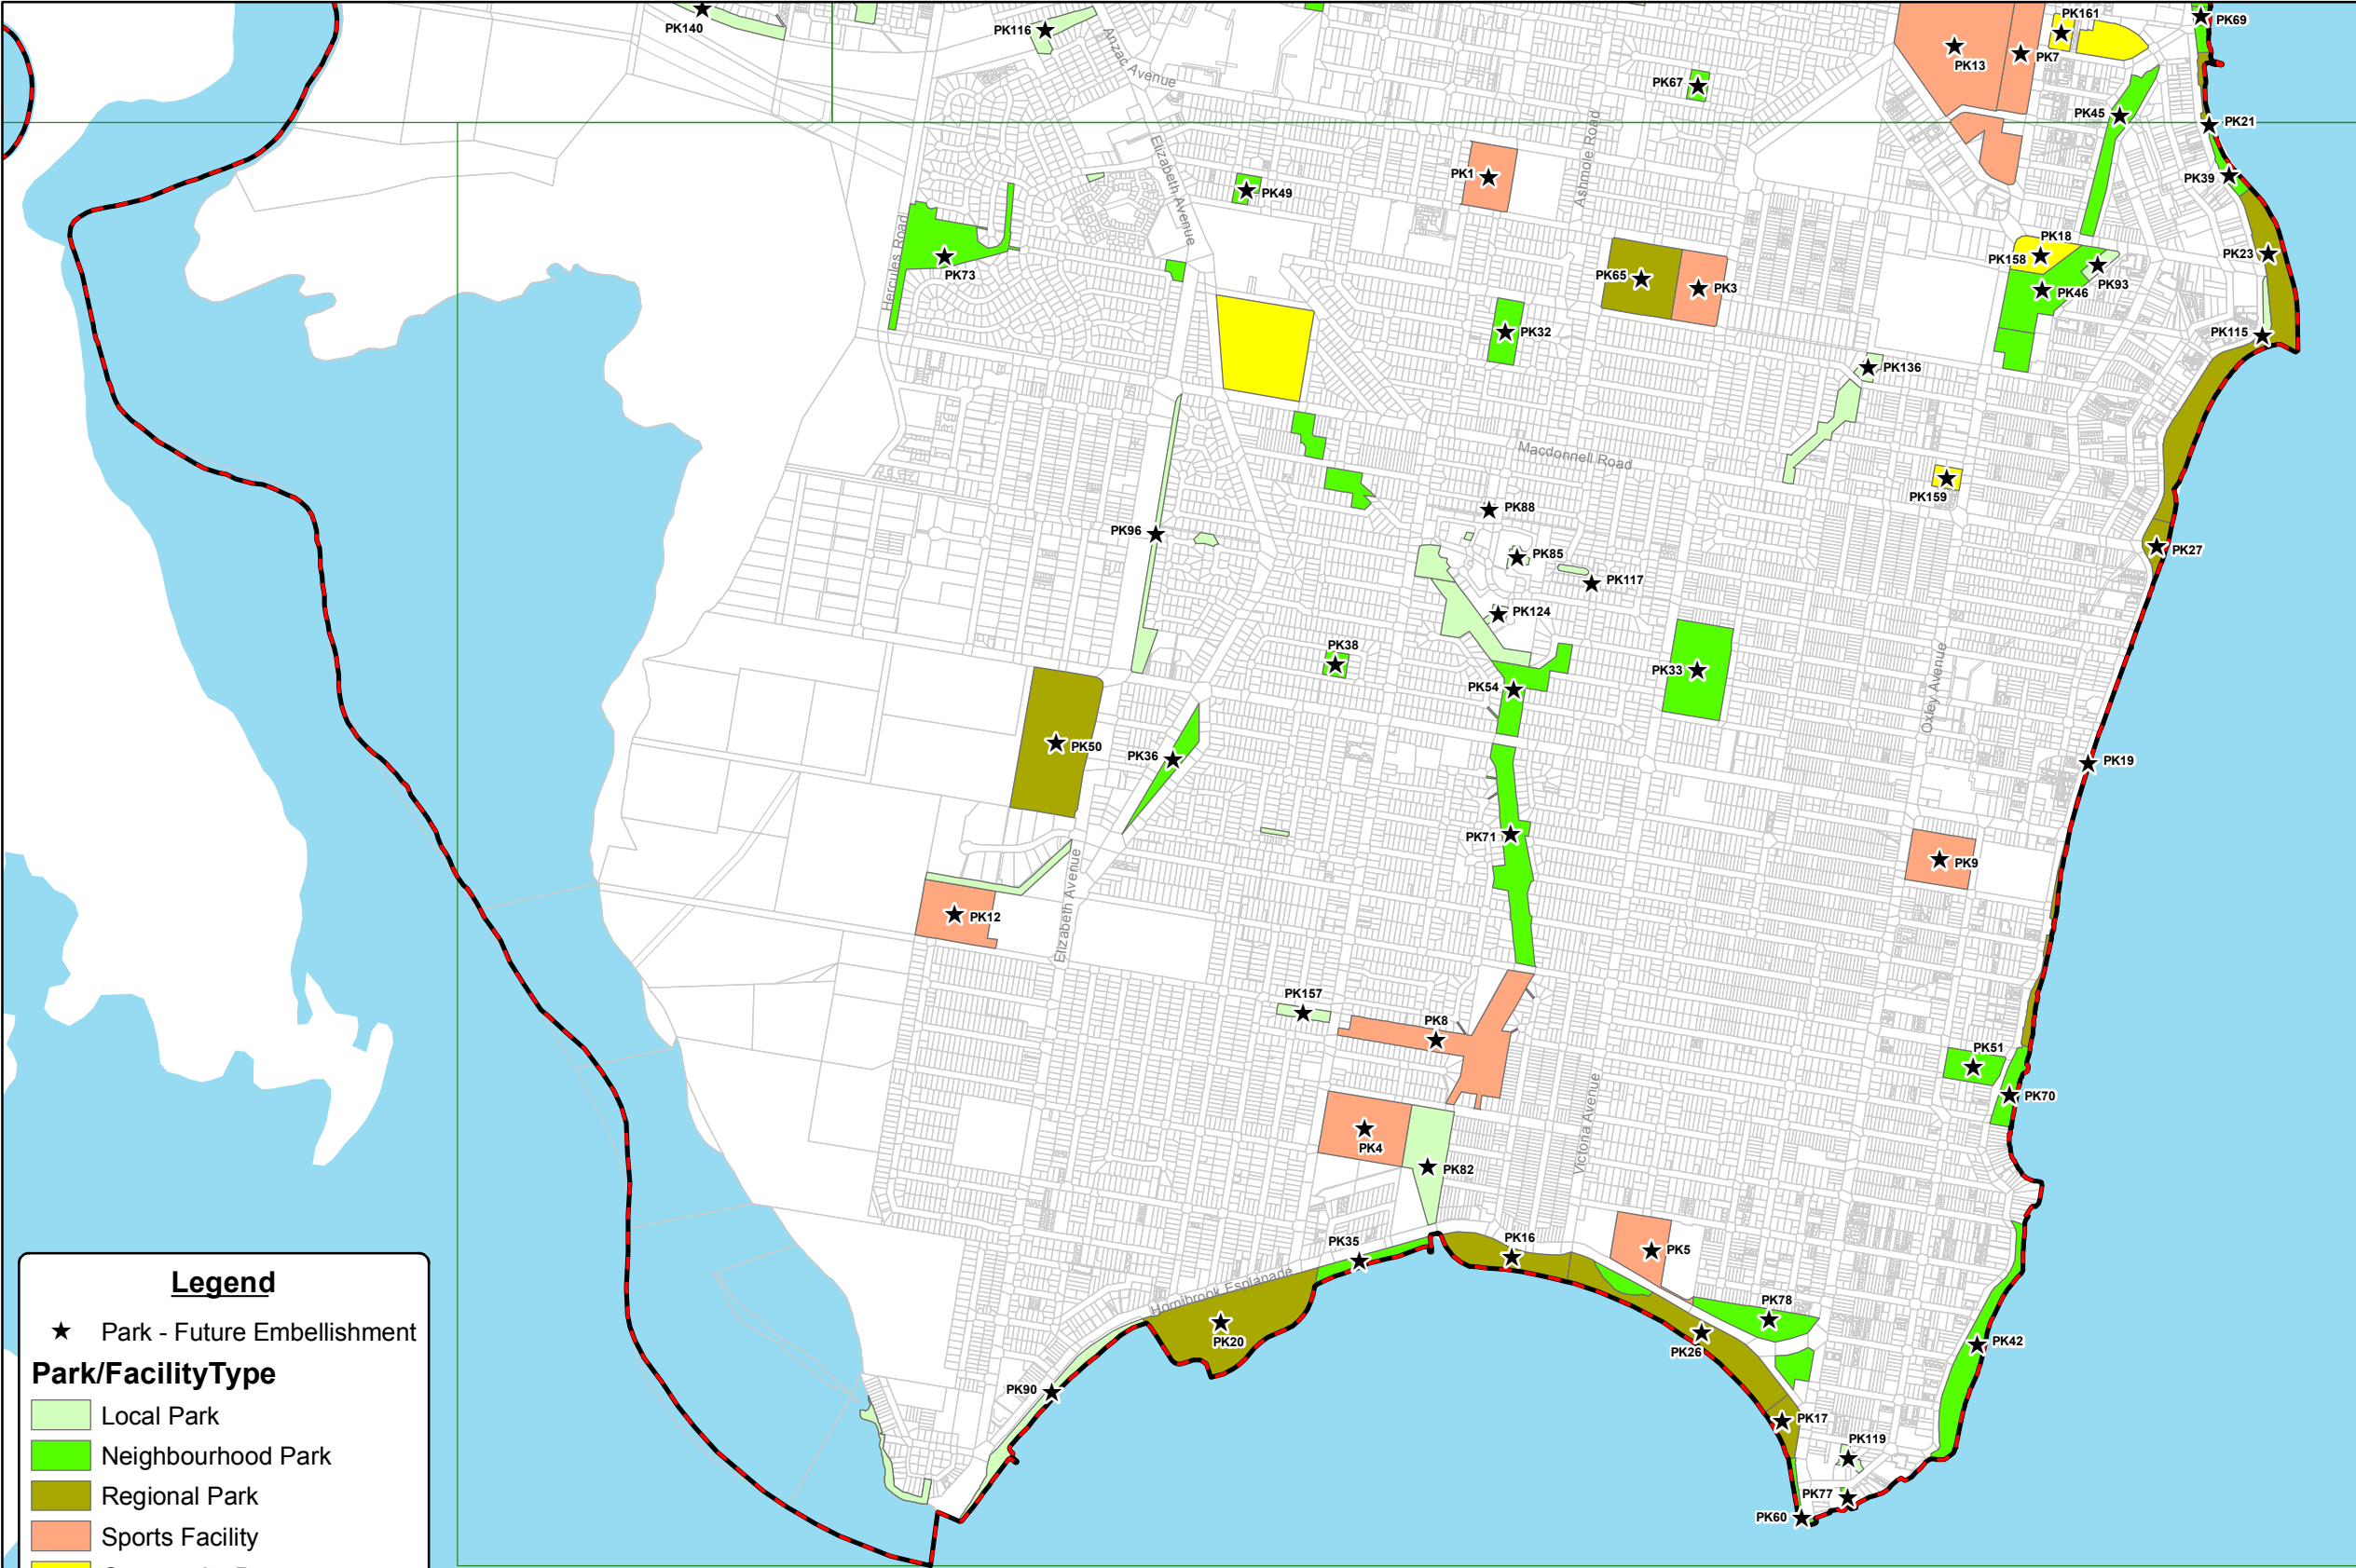 PK140
PK116
PK161
PK69
PK13
PK7
Anzac Avenue
PK67
PK45
PK21
Elizabeth Avenue
Ashmole Road
PK1
PK49
PK39
Hercules Road
PK73
PK18
PK158
PK23
PK65
PK3
PK93
PK46
PK32
PK115
PK136
Macdonnell Road
PK159
PK88
PK96
PK85
PK27
PK117
PK124
PK38
PK54
PK33
Oxley Avenue
PK50
PK36
PK19
PK71
PK9
Elizabeth Avenue
PK12
PK157
PK8
PK51
PK70
Victoria Avenue
PK4
PK82
PK35
PK16
PK5
Hornibrook Esplanade
PK20
PK78
PK26
PK42
PK90
PK17
PK119
PK77
PK60
Legend
Park - Future Embellishment
Park/FacilityType
Local Park
Neighbourhood Park
Regional Park
Sports Facility